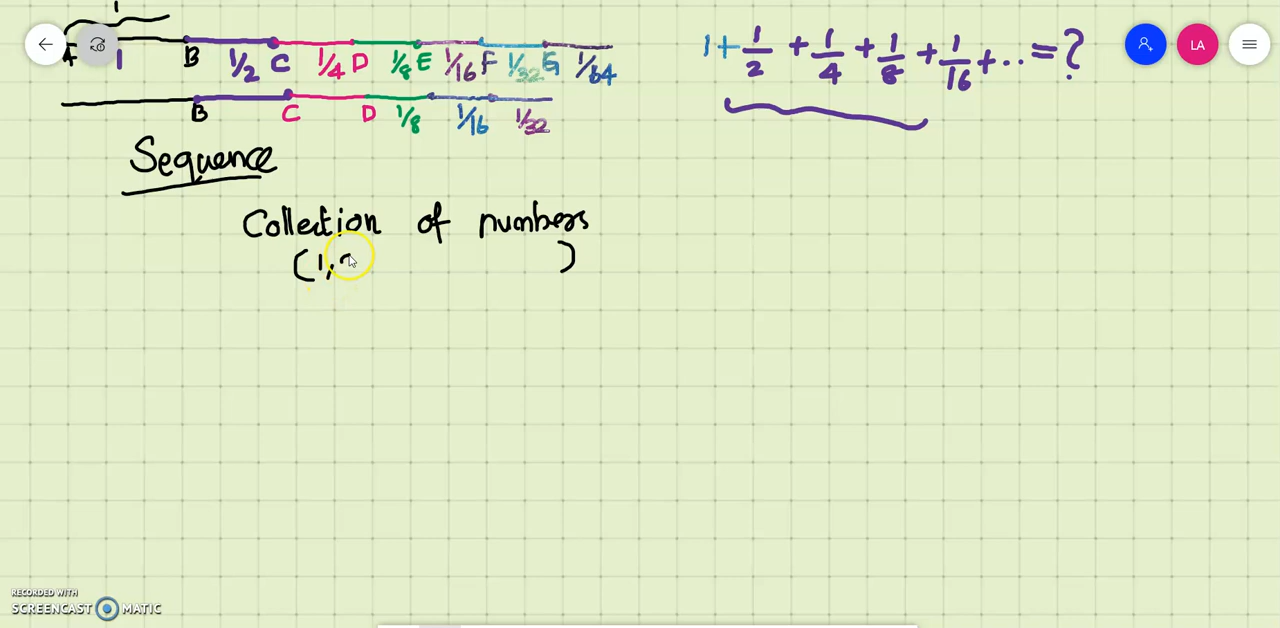 1
A 1 B 1/2 C 1/4 D 1/8 E 1/16 F 1/32 G 1/64
B C D 1/8 1/16 1/32
1 + 1/2 + 1/4 + 1/8 + 1/16 + .. = ?
LA
Sequence
Collection of numbers
(1, )
RECORDED WITH
SCREENCAST MATIC